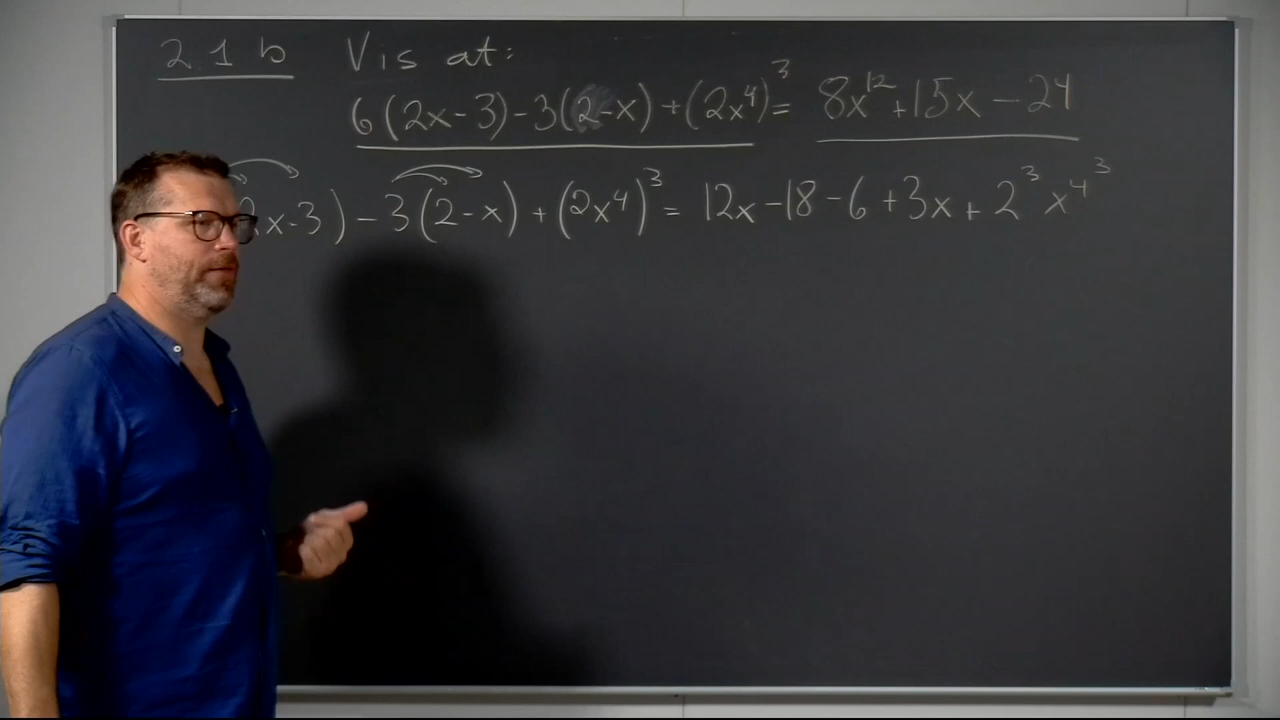 2.1 b Vis at:
6(2x-3)-3(2-x)+(2x⁴)³= 8x¹²+15x-24
2x-3)-3(2-x)+(2x⁴)³= 12x-18-6+3x+2³x⁴³